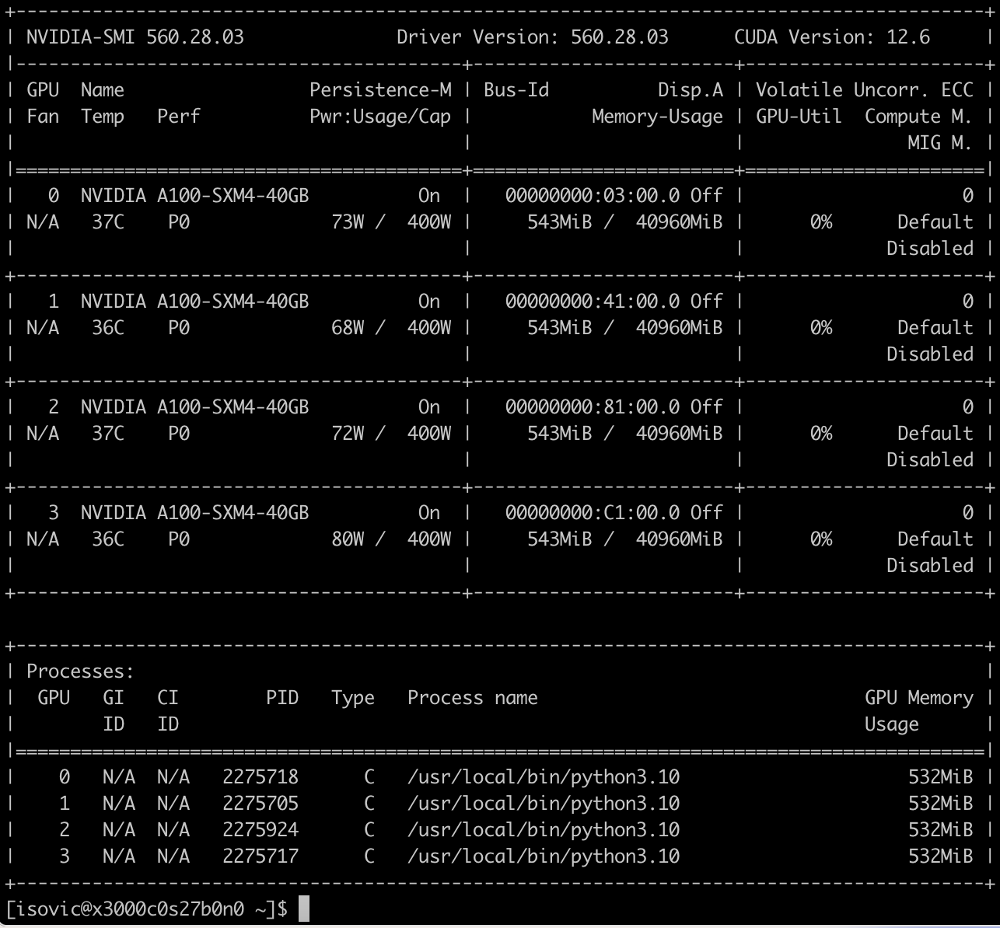 +-----------------------------------------------------------------------------------------+
| NVIDIA-SMI 560.28.03              Driver Version: 560.28.03      CUDA Version: 12.6     |
|-----------------------------------------+------------------------+----------------------+
| GPU  Name                 Persistence-M | Bus-Id          Disp.A | Volatile Uncorr. ECC |
| Fan  Temp   Perf          Pwr:Usage/Cap |           Memory-Usage | GPU-Util  Compute M. |
|                                         |                        |               MIG M. |
|=========================================+========================+======================|
|   0  NVIDIA A100-SXM4-40GB          On  |   00000000:03:00.0 Off |                    0 |
| N/A   37C    P0             73W /  400W |     543MiB /  40960MiB |      0%      Default |
|                                         |                        |             Disabled |
+-----------------------------------------+------------------------+----------------------+
|   1  NVIDIA A100-SXM4-40GB          On  |   00000000:41:00.0 Off |                    0 |
| N/A   36C    P0             68W /  400W |     543MiB /  40960MiB |      0%      Default |
|                                         |                        |             Disabled |
+-----------------------------------------+------------------------+----------------------+
|   2  NVIDIA A100-SXM4-40GB          On  |   00000000:81:00.0 Off |                    0 |
| N/A   37C    P0             72W /  400W |     543MiB /  40960MiB |      0%      Default |
|                                         |                        |             Disabled |
+-----------------------------------------+------------------------+----------------------+
|   3  NVIDIA A100-SXM4-40GB          On  |   00000000:C1:00.0 Off |                    0 |
| N/A   36C    P0             80W /  400W |     543MiB /  40960MiB |      0%      Default |
|                                         |                        |             Disabled |
+-----------------------------------------+------------------------+----------------------+

+-----------------------------------------------------------------------------------------+
| Processes:                                                                              |
|  GPU   GI   CI        PID   Type   Process name                              GPU Memory |
|        ID   ID                                                               Usage      |
|=========================================================================================|
|    0   N/A  N/A   2275718      C   /usr/local/bin/python3.10                     532MiB |
|    1   N/A  N/A   2275705      C   /usr/local/bin/python3.10                     532MiB |
|    2   N/A  N/A   2275924      C   /usr/local/bin/python3.10                     532MiB |
|    3   N/A  N/A   2275717      C   /usr/local/bin/python3.10                     532MiB |
+-----------------------------------------------------------------------------------------+
[isovic@x3000c0s27b0n0 ~]$